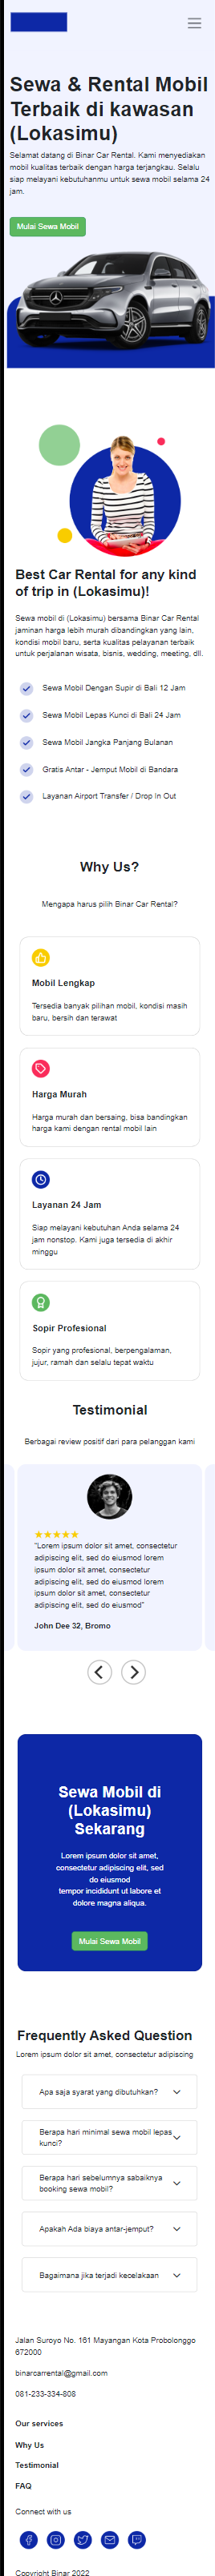 Sewa & Rental Mobil
Terbaik di kawasan
(Lokasimu)
Selamat datang di Binar Car Rental. Kami menyediakan
mobil kualitas terbaik dengan harga terjangkau. Selalu
siap melayani kebutuhanmu untuk sewa mobil selama 24
jam.
Mulai Sewa Mobil
Best Car Rental for any kind
of trip in (Lokasimu)!
Sewa mobil di (Lokasimu) bersama Binar Car Rental
jaminan harga lebih murah dibandingkan yang lain,
kondisi mobil baru, serta kualitas pelayanan terbaik
untuk perjalanan wisata, bisnis, wedding, meeting, dll.
Sewa Mobil Dengan Supir di Bali 12 Jam
Sewa Mobil Lepas Kunci di Bali 24 Jam
Sewa Mobil Jangka Panjang Bulanan
Gratis Antar - Jemput Mobil di Bandara
Layanan Airport Transfer / Drop In Out
Why Us?
Mengapa harus pilih Binar Car Rental?
Mobil Lengkap
Tersedia banyak pilihan mobil, kondisi masih
baru, bersih dan terawat
Harga Murah
Harga murah dan bersaing, bisa bandingkan
harga kami dengan rental mobil lain
Layanan 24 Jam
Siap melayani kebutuhan Anda selama 24
jam nonstop. Kami juga tersedia di akhir
minggu
Sopir Profesional
Sopir yang profesional, berpengalaman,
jujur, ramah dan selalu tepat waktu
Testimonial
Berbagai review positif dari para pelanggan kami
"Lorem ipsum dolor sit amet, consectetur
adipiscing elit, sed do eiusmod lorem
ipsum dolor sit amet, consectetur
adipiscing elit, sed do eiusmod lorem
ipsum dolor sit amet, consectetur
adipiscing elit, sed do eiusmod"
John Dee 32, Bromo
Sewa Mobil di
(Lokasimu)
Sekarang
Lorem ipsum dolor sit amet,
consectetur adipiscing elit, sed
do eiusmod
tempor incididunt ut labore et
dolore magna aliqua.
Mulai Sewa Mobil
Frequently Asked Question
Lorem ipsum dolor sit amet, consectetur adipiscing
Apa saja syarat yang dibutuhkan?
Berapa hari minimal sewa mobil lepas
kunci?
Berapa hari sebelumnya sabaiknya
booking sewa mobil?
Apakah Ada biaya antar-jemput?
Bagaimana jika terjadi kecelakaan
Jalan Suroyo No. 161 Mayangan Kota Probolonggo
672000
binarcarrental@gmail.com
081-233-334-808
Our services
Why Us
Testimonial
FAQ
Connect with us
Copyright Binar 2022